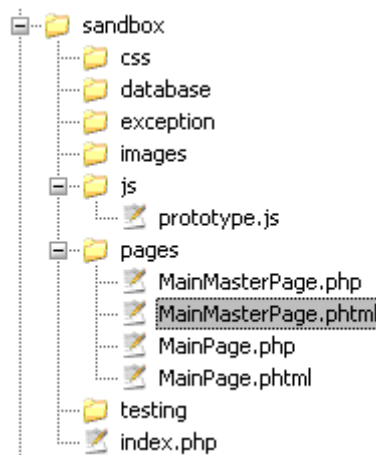 sandbox
css
database
exception
images
js
prototype.js
pages
MainMasterPage.php
MainMasterPage.phtml
MainPage.php
MainPage.phtml
testing
index.php